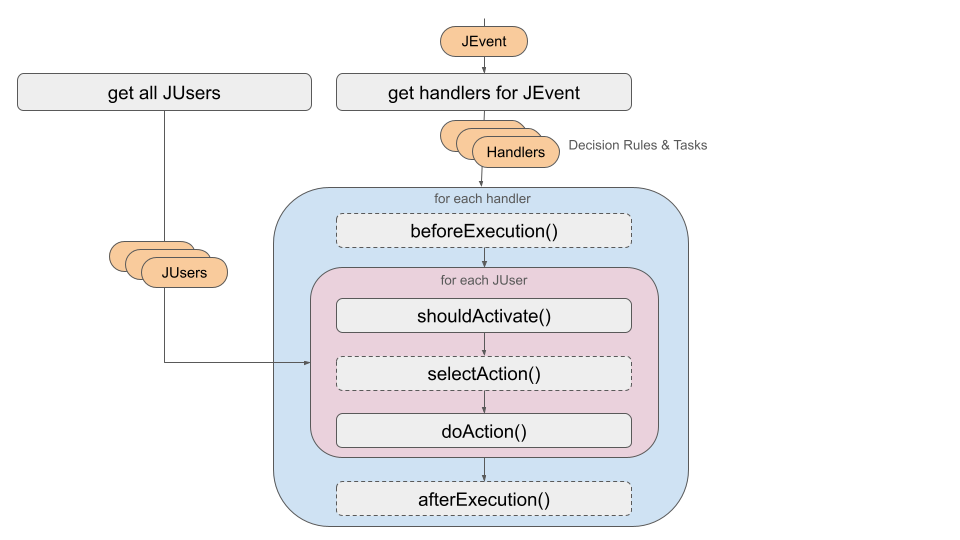 JEvent
get all JUsers
get handlers for JEvent
Handlers
Decision Rules & Tasks
for each handler
beforeExecution()
JUsers
for each JUser
shouldActivate()
selectAction()
doAction()
afterExecution()